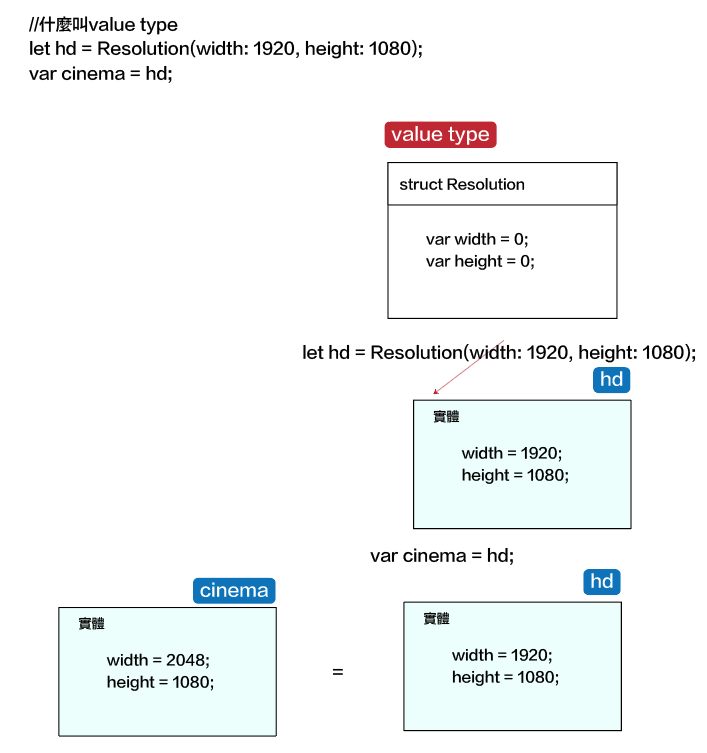 //什麼叫value type
let hd = Resolution(width: 1920, height: 1080);
var cinema = hd;
value type
struct Resolution
var width = 0;
var height = 0;
let hd = Resolution(width: 1920, height: 1080);
hd
實體
width = 1920;
height = 1080;
var cinema = hd;
cinema
實體
width = 2048;
height = 1080;
=
hd
實體
width = 1920;
height = 1080;